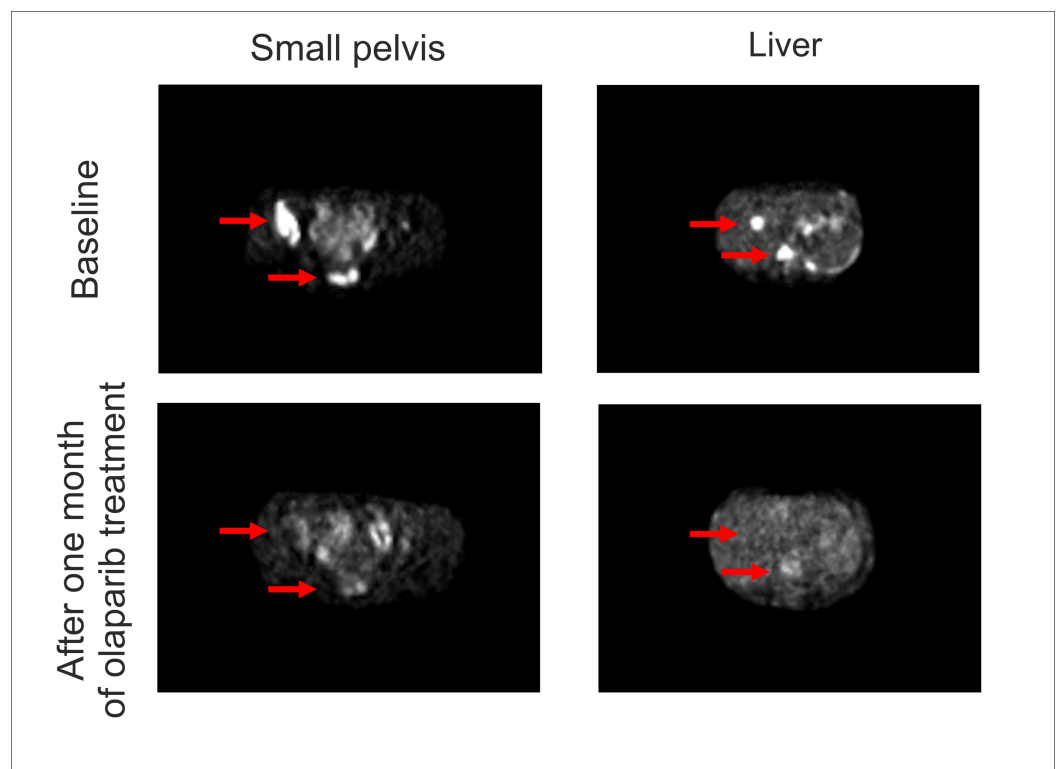 Small pelvis
Liver
Baseline
After one month
of olaparib treatment